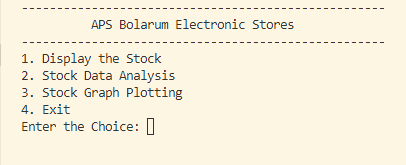 ----------------------------------------------------
APS Bolarum Electronic Stores
----------------------------------------------------
1. Display the Stock
2. Stock Data Analysis
3. Stock Graph Plotting
4. Exit
Enter the Choice: